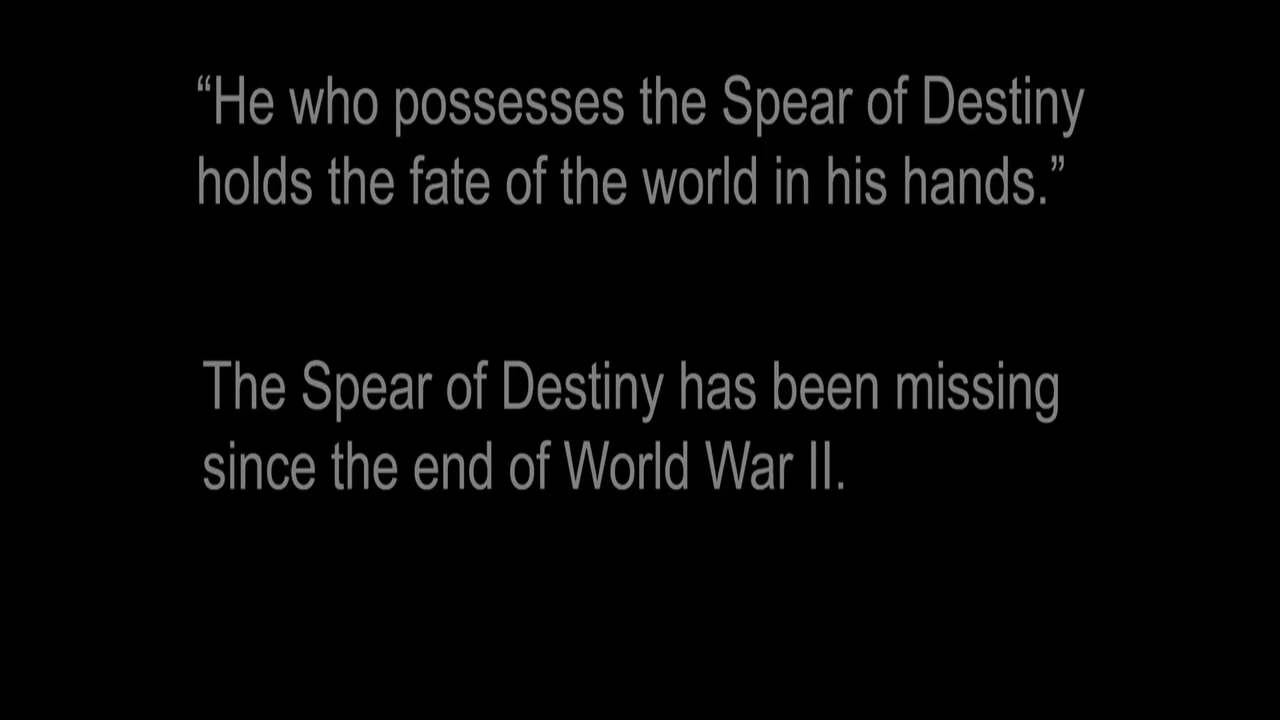 “He who possesses the Spear of Destiny
holds the fate of the world in his hands.”
The Spear of Destiny has been missing
since the end of World War II.